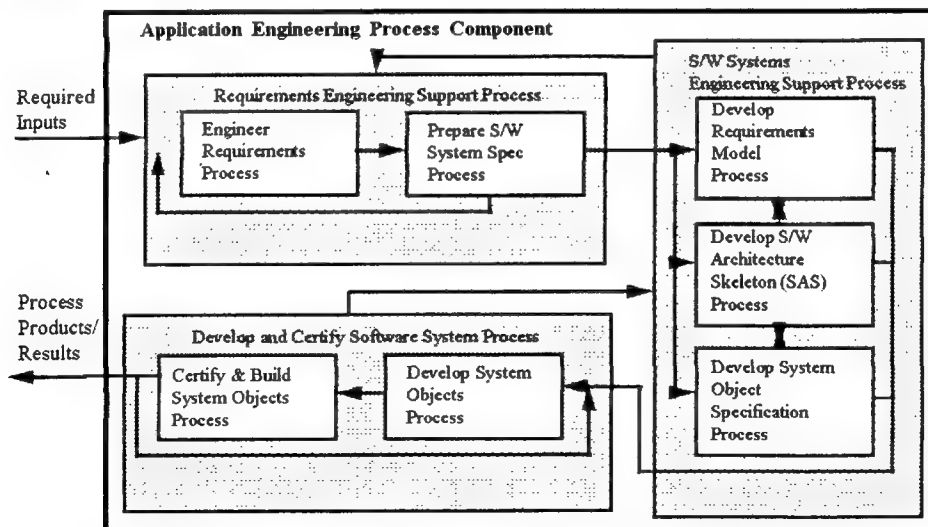 Application Engineering Process Component
Required
Inputs
Requirements Engineering Support Process
Engineer
Requirements
Process
Prepare S/W
System Spec
Process
S/W Systems
Engineering Support Process
Develop
Requirements
Model
Process
Develop S/W
Architecture
Skeleton (SAS)
Process
Develop System
Object
Specification
Process
Process
Products/
Results
Develop and Certify Software System Process
Certify & Build
System Objects
Process
Develop System
Objects
Process